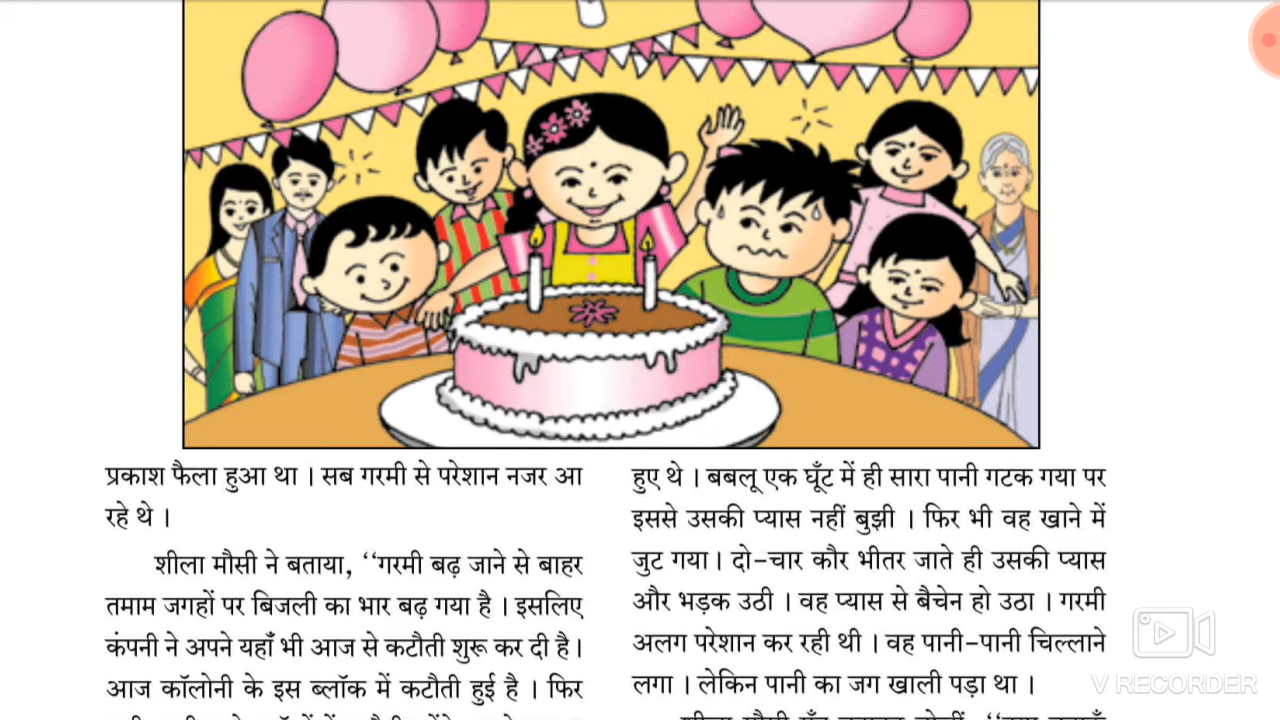 प्रकाश फैला हुआ था । सब गरमी से परेशान नजर आ
रहे थे ।
शीला मौसी ने बताया, ‘‘गरमी बढ़ जाने से बाहर
तमाम जगहों पर बिजली का भार बढ़ गया है । इसलिए
कंपनी ने अपने यहाँ भी आज से कटौती शुरू कर दी है।
आज कॉलोनी के इस ब्लॉक में कटौती हुई है । फिर
हुए थे । बबलू एक घूँट में ही सारा पानी गटक गया पर
इससे उसकी प्यास नहीं बुझी । फिर भी वह खाने में
जुट गया । दो-चार कौर भीतर जाते ही उसकी प्यास
और भड़क उठी । वह प्यास से बैचेन हो उठा । गरमी
अलग परेशान कर रही थी । वह पानी-पानी चिल्लाने
लगा । लेकिन पानी का जग खाली पड़ा था ।
V RECORDER